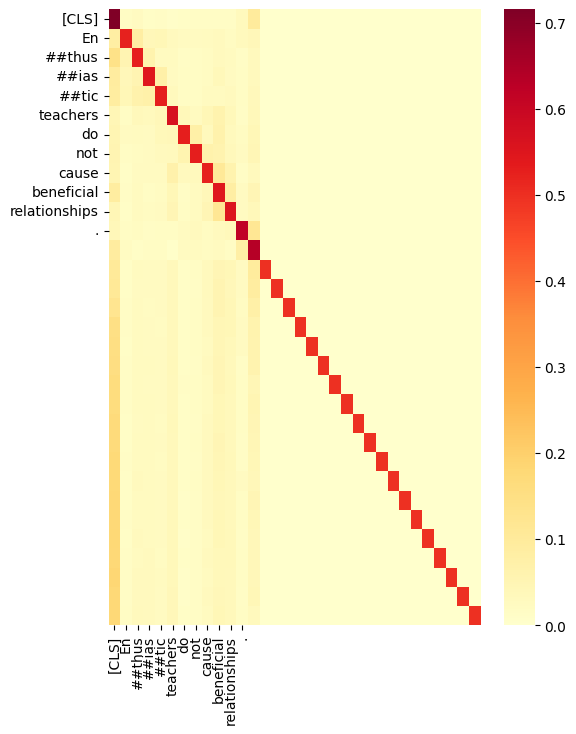 [CLS]
En
##thus
##ias
##tic
teachers
do
not
cause
beneficial
relationships
.
0.7
0.6
0.5
0.4
0.3
0.2
0.1
0.0
[CLS]
En
##thus
##ias
##tic
teachers
do
not
cause
beneficial
relationships
.